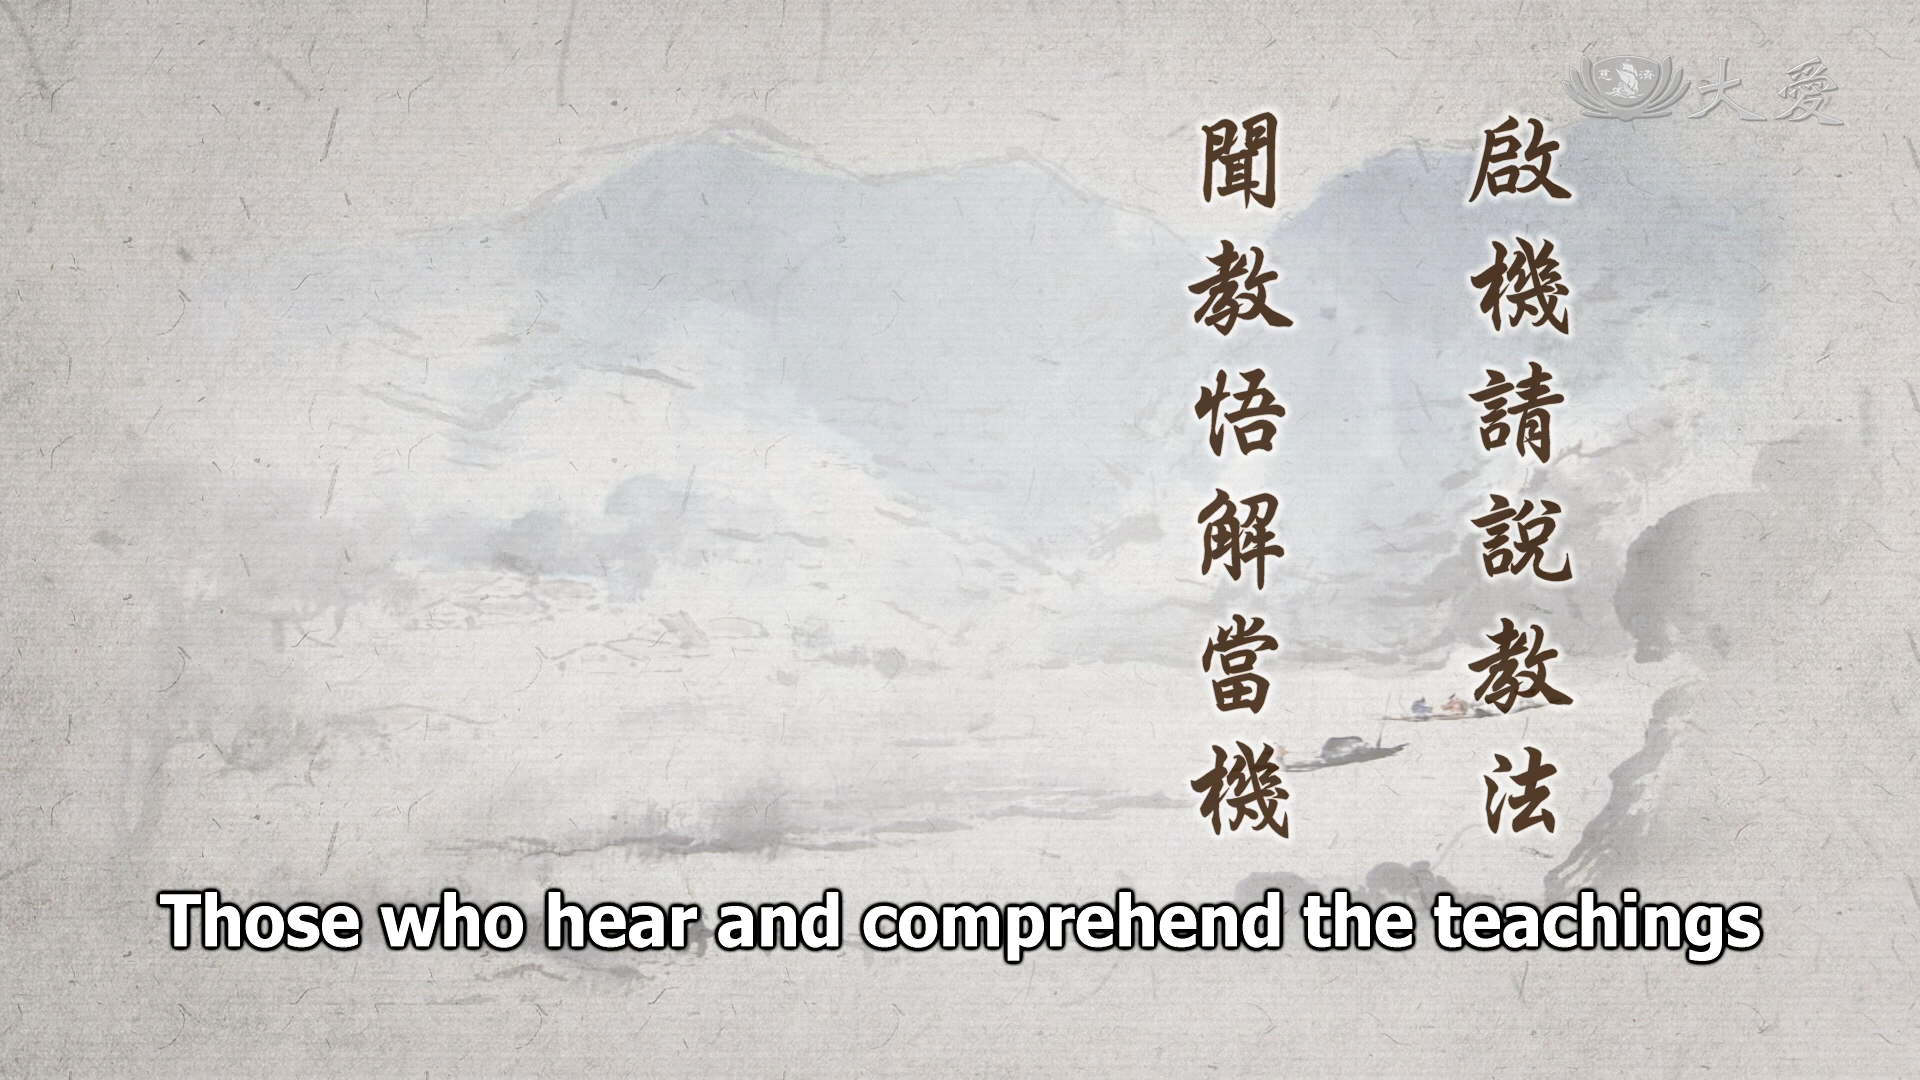 大愛
啟機請說教法
聞教悟解當機
Those who hear and comprehend the teachings